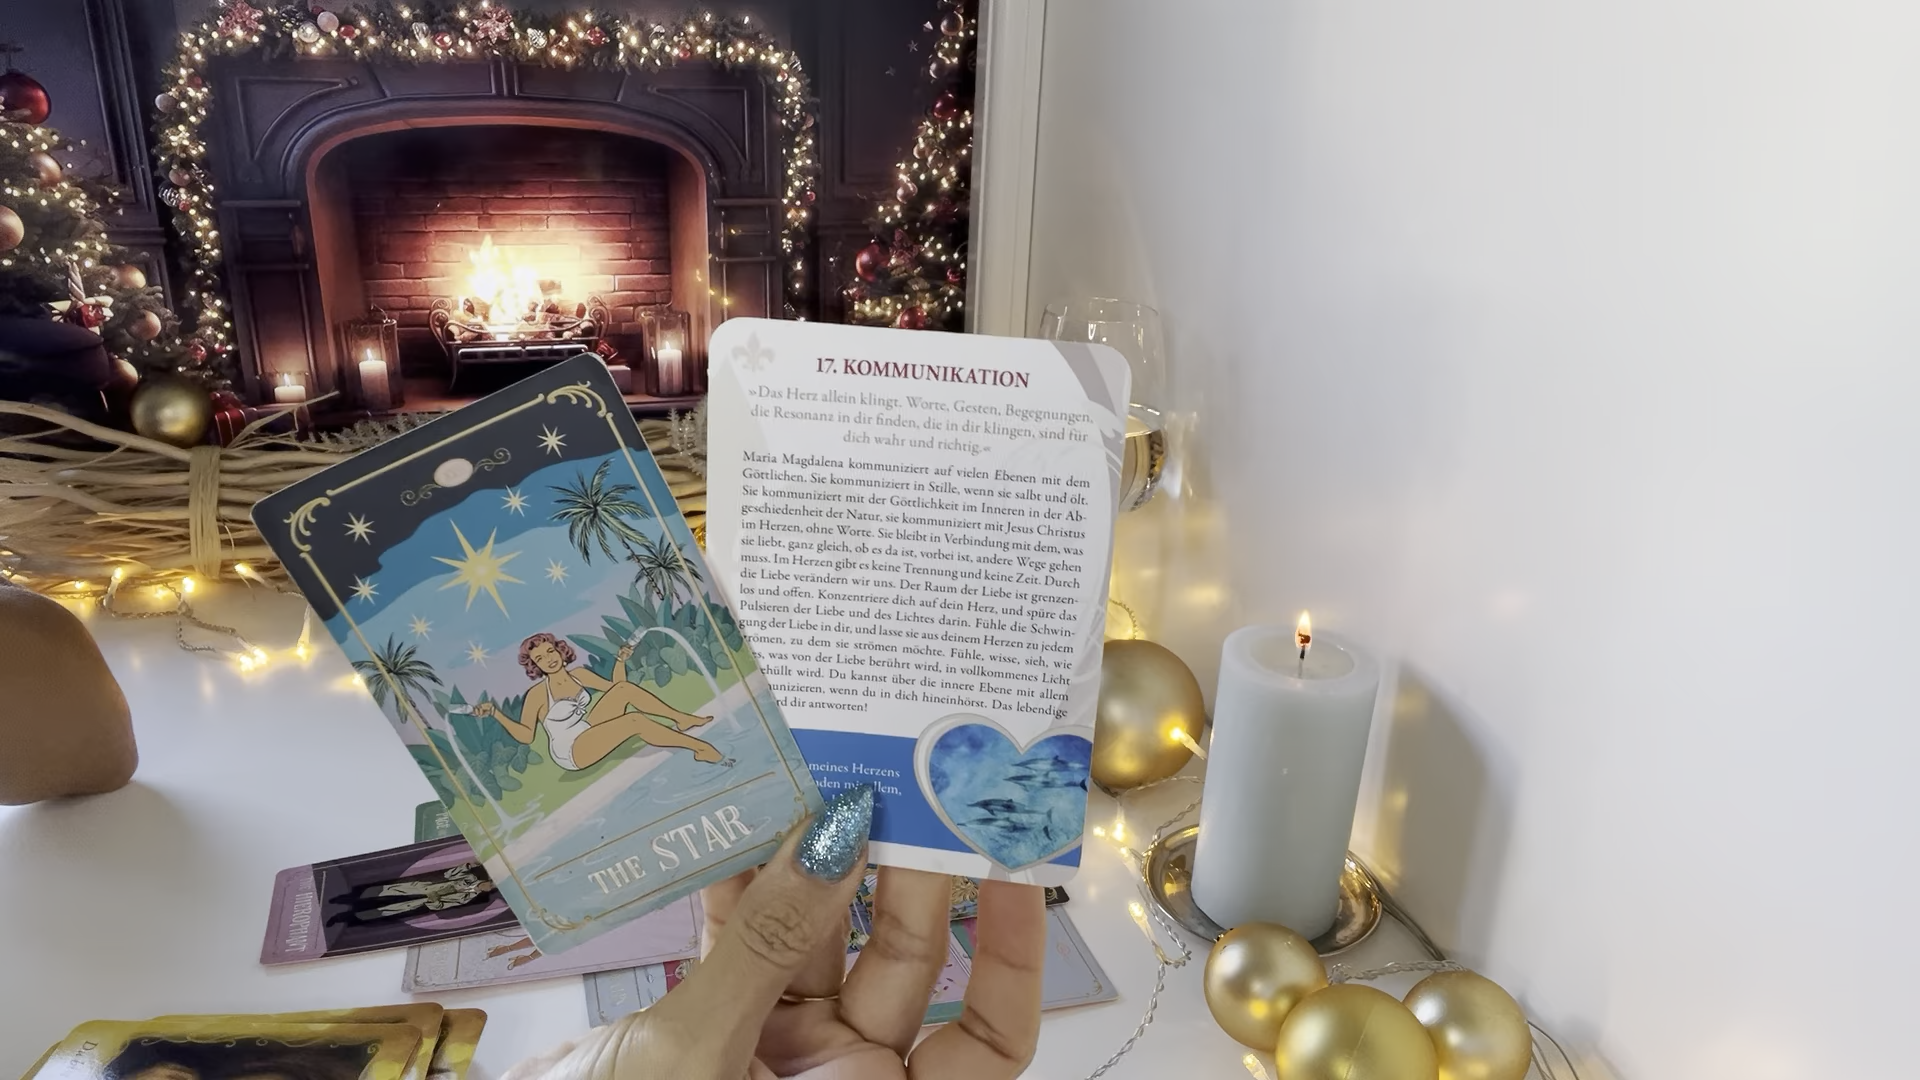 17. KOMMUNIKATION
»Das Herz allein klingt. Worte, Gesten, Begegnungen,
die Resonanz in dir finden, die in dir klingen, sind für
dich wahr und richtig.«
Maria Magdalena kommuniziert auf vielen Ebenen mit dem
Göttlichen. Sie kommuniziert in Stille, wenn sie salbt und ölt.
Sie kommuniziert mit der Göttlichkeit im Inneren in der Ab-
geschiedenheit der Natur, sie kommuniziert mit Jesus Christus
im Herzen, ohne Worte. Sie bleibt in Verbindung mit dem, was
sie liebt, ganz gleich, ob es da ist, vorbei ist, andere Wege gehen
muss. Im Herzen gibt es keine Trennung und keine Zeit. Durch
die Liebe verändern wir uns. Der Raum der Liebe ist grenzen-
los und offen. Konzentriere dich auf dein Herz, und spüre das
Pulsieren der Liebe und des Lichtes darin. Fühle die Schwin-
gung der Liebe in dir, und lasse sie aus deinem Herzen zu jedem
strömen, zu dem sie strömen möchte. Fühle, wisse, sieh, wie
was von der Liebe berührt wird, in vollkommenes Licht
ehüllt wird. Du kannst über die innere Ebene mit allem
unizieren, wenn du in dich hineinhörst. Das lebendige
rd dir antworten!
meines Herzens
nden mit allem,
THE STAR
HIEROPHANT